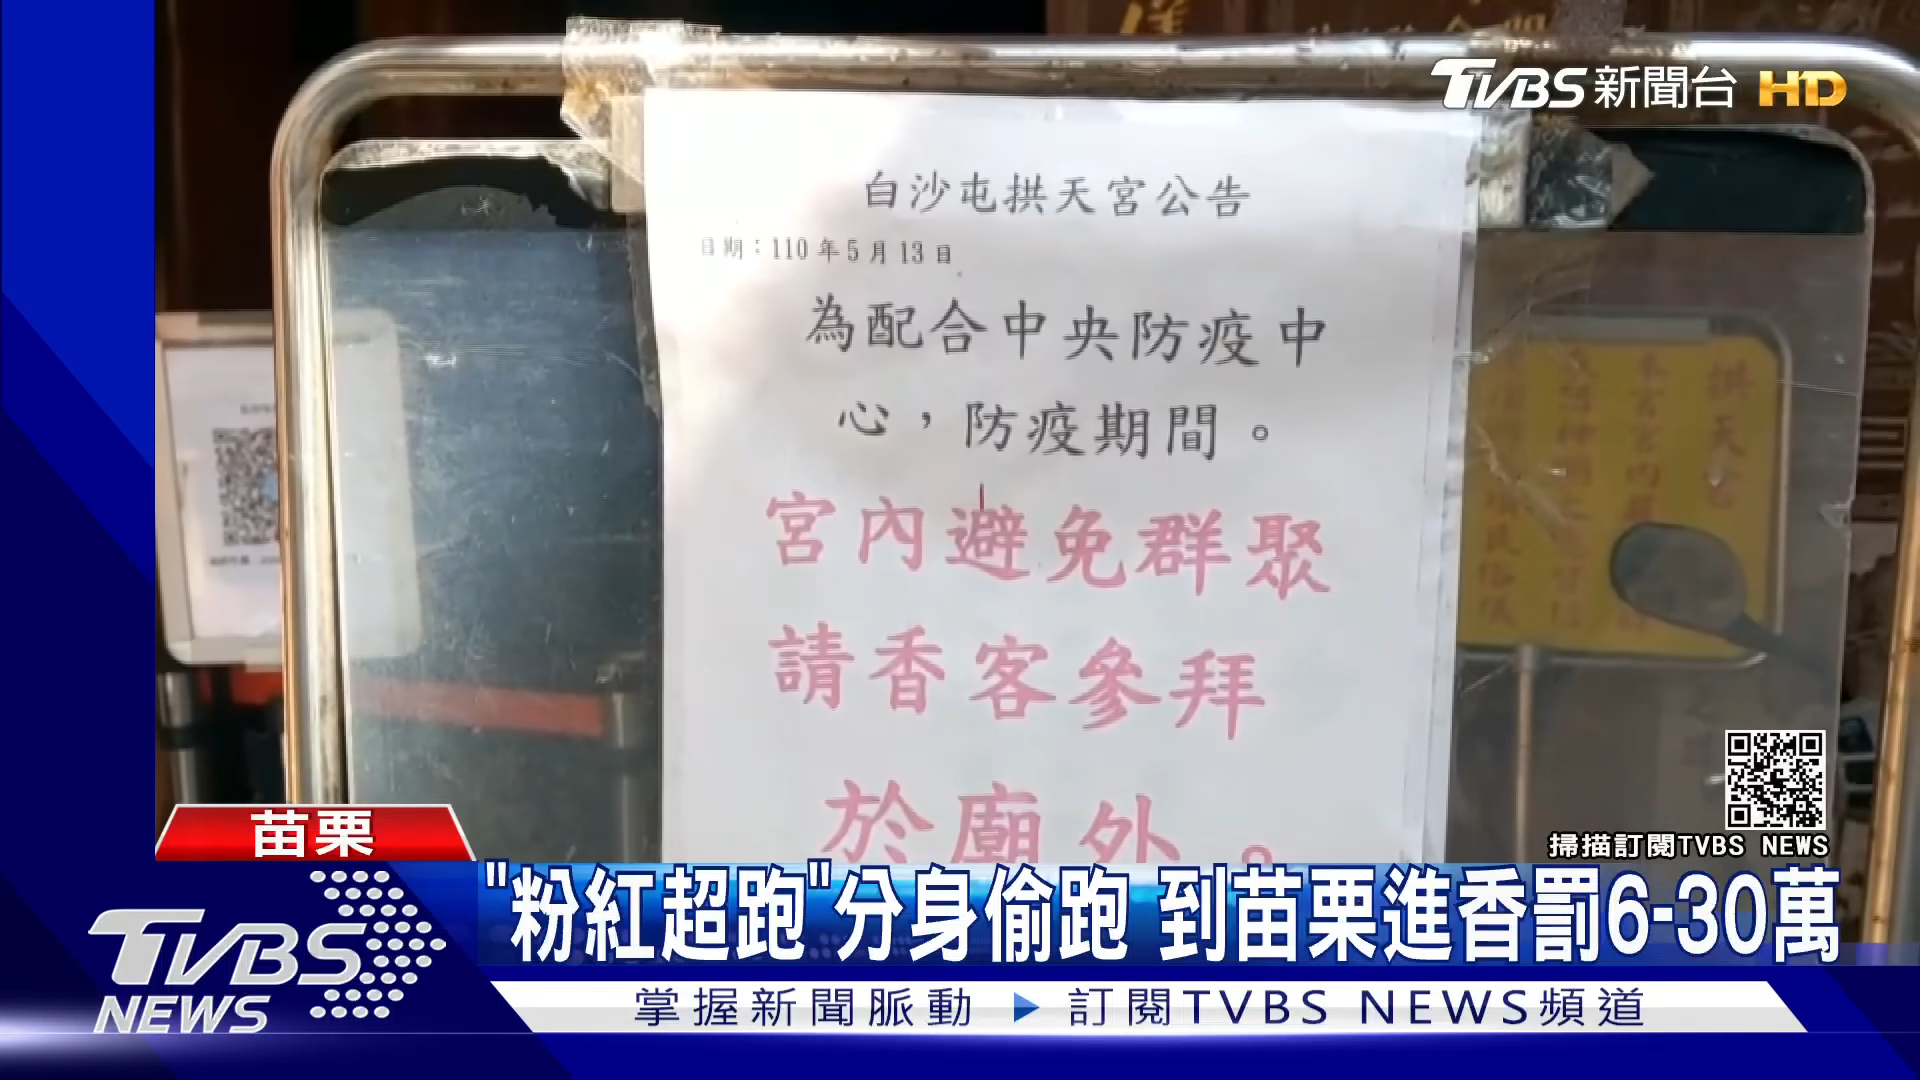 TVBS新聞台 HD
白沙屯拱天宮公告
日期：110年5月13日
為配合中央防疫中
心，防疫期間。
宮內避免群聚
請香客參拜
於廟外。
拱天宮
掃描訂閱TVBS NEWS
苗栗
"粉紅超跑"分身偷跑 到苗栗進香罰6-30萬
TVBS
NEWS
掌握新聞脈動 ▶ 訂閱TVBS NEWS頻道